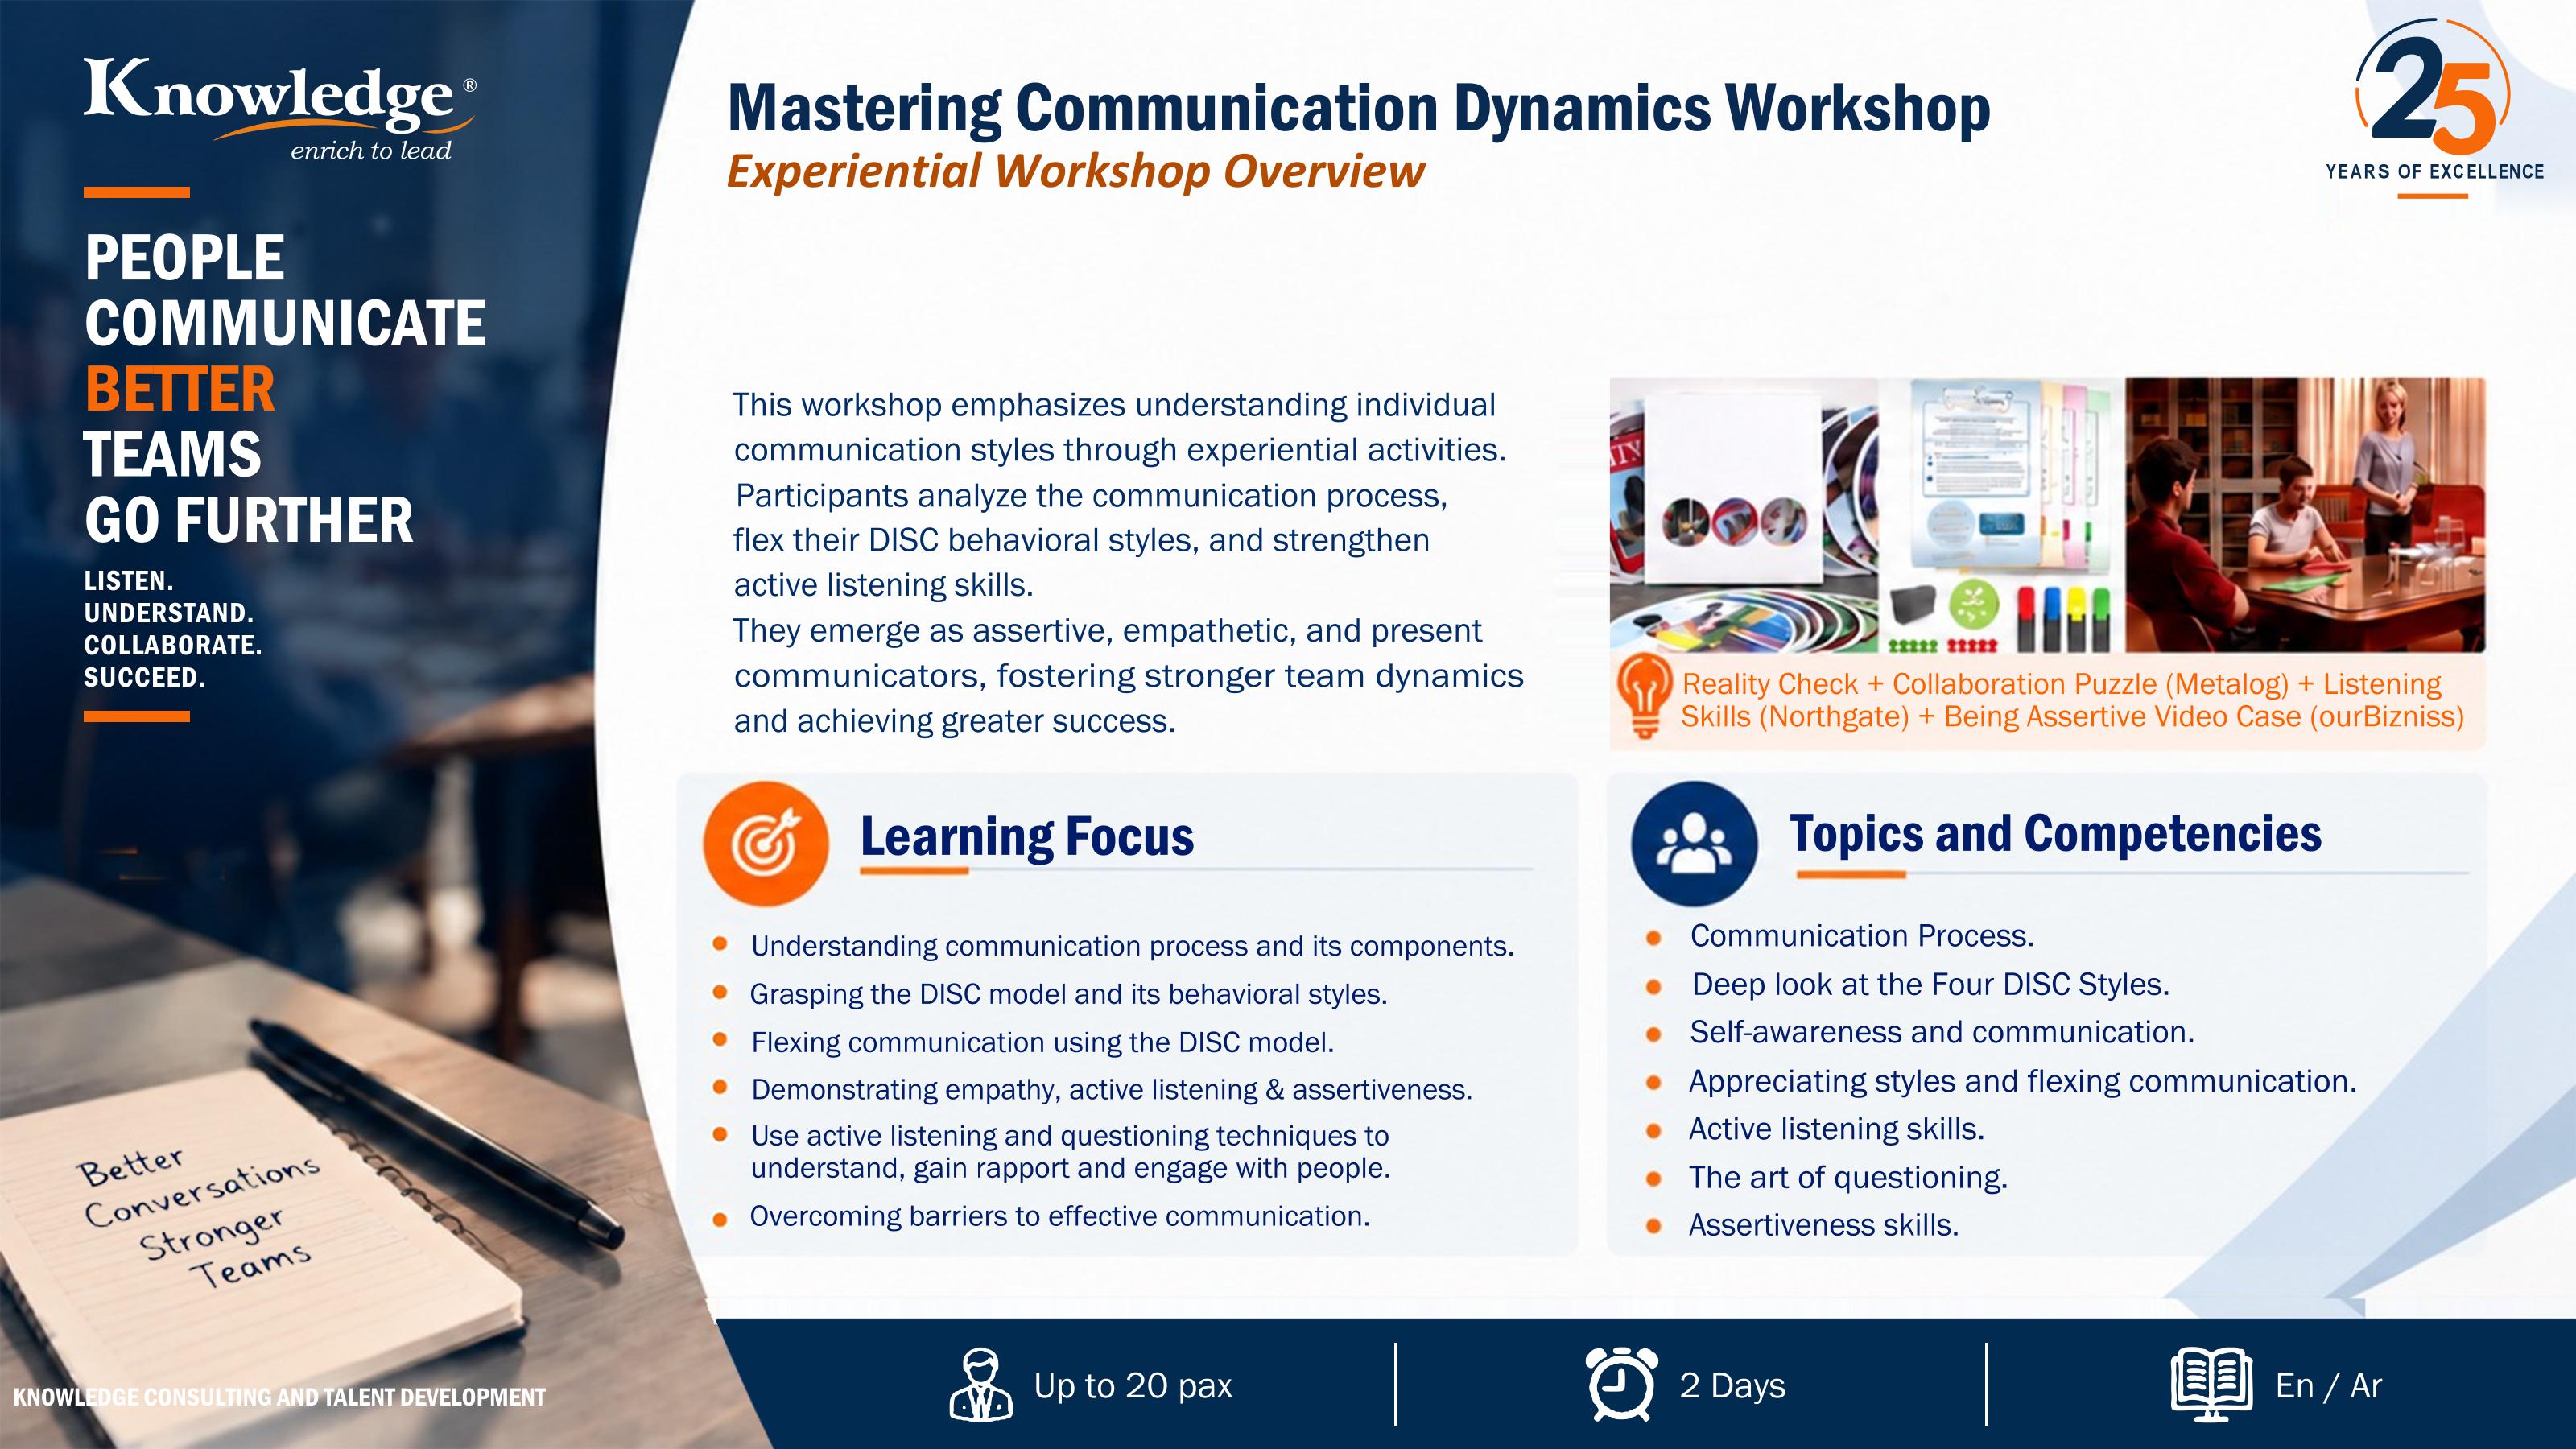 Knowledge®
enrich to lead
PEOPLE
COMMUNICATE
BETTER
TEAMS
GO FURTHER
LISTEN.
UNDERSTAND.
COLLABORATE.
SUCCEED.
Better
Conversations
Stronger
Teams
KNOWLEDGE CONSULTING AND TALENT DEVELOPMENT
Mastering Communication Dynamics Workshop
Experiential Workshop Overview
25
YEARS OF EXCELLENCE
This workshop emphasizes understanding individual
communication styles through experiential activities.
Participants analyze the communication process,
flex their DISC behavioral styles, and strengthen
active listening skills.
They emerge as assertive, empathetic, and present
communicators, fostering stronger team dynamics
and achieving greater success.
Reality Check + Collaboration Puzzle (Metalog) + Listening
Skills (Northgate) + Being Assertive Video Case (ourBizniss)
Learning Focus
Understanding communication process and its components.
Grasping the DISC model and its behavioral styles.
Flexing communication using the DISC model.
Demonstrating empathy, active listening & assertiveness.
Use active listening and questioning techniques to
understand, gain rapport and engage with people.
Overcoming barriers to effective communication.
Topics and Competencies
Communication Process.
Deep look at the Four DISC Styles.
Self-awareness and communication.
Appreciating styles and flexing communication.
Active listening skills.
The art of questioning.
Assertiveness skills.
Up to 20 pax
2 Days
En / Ar